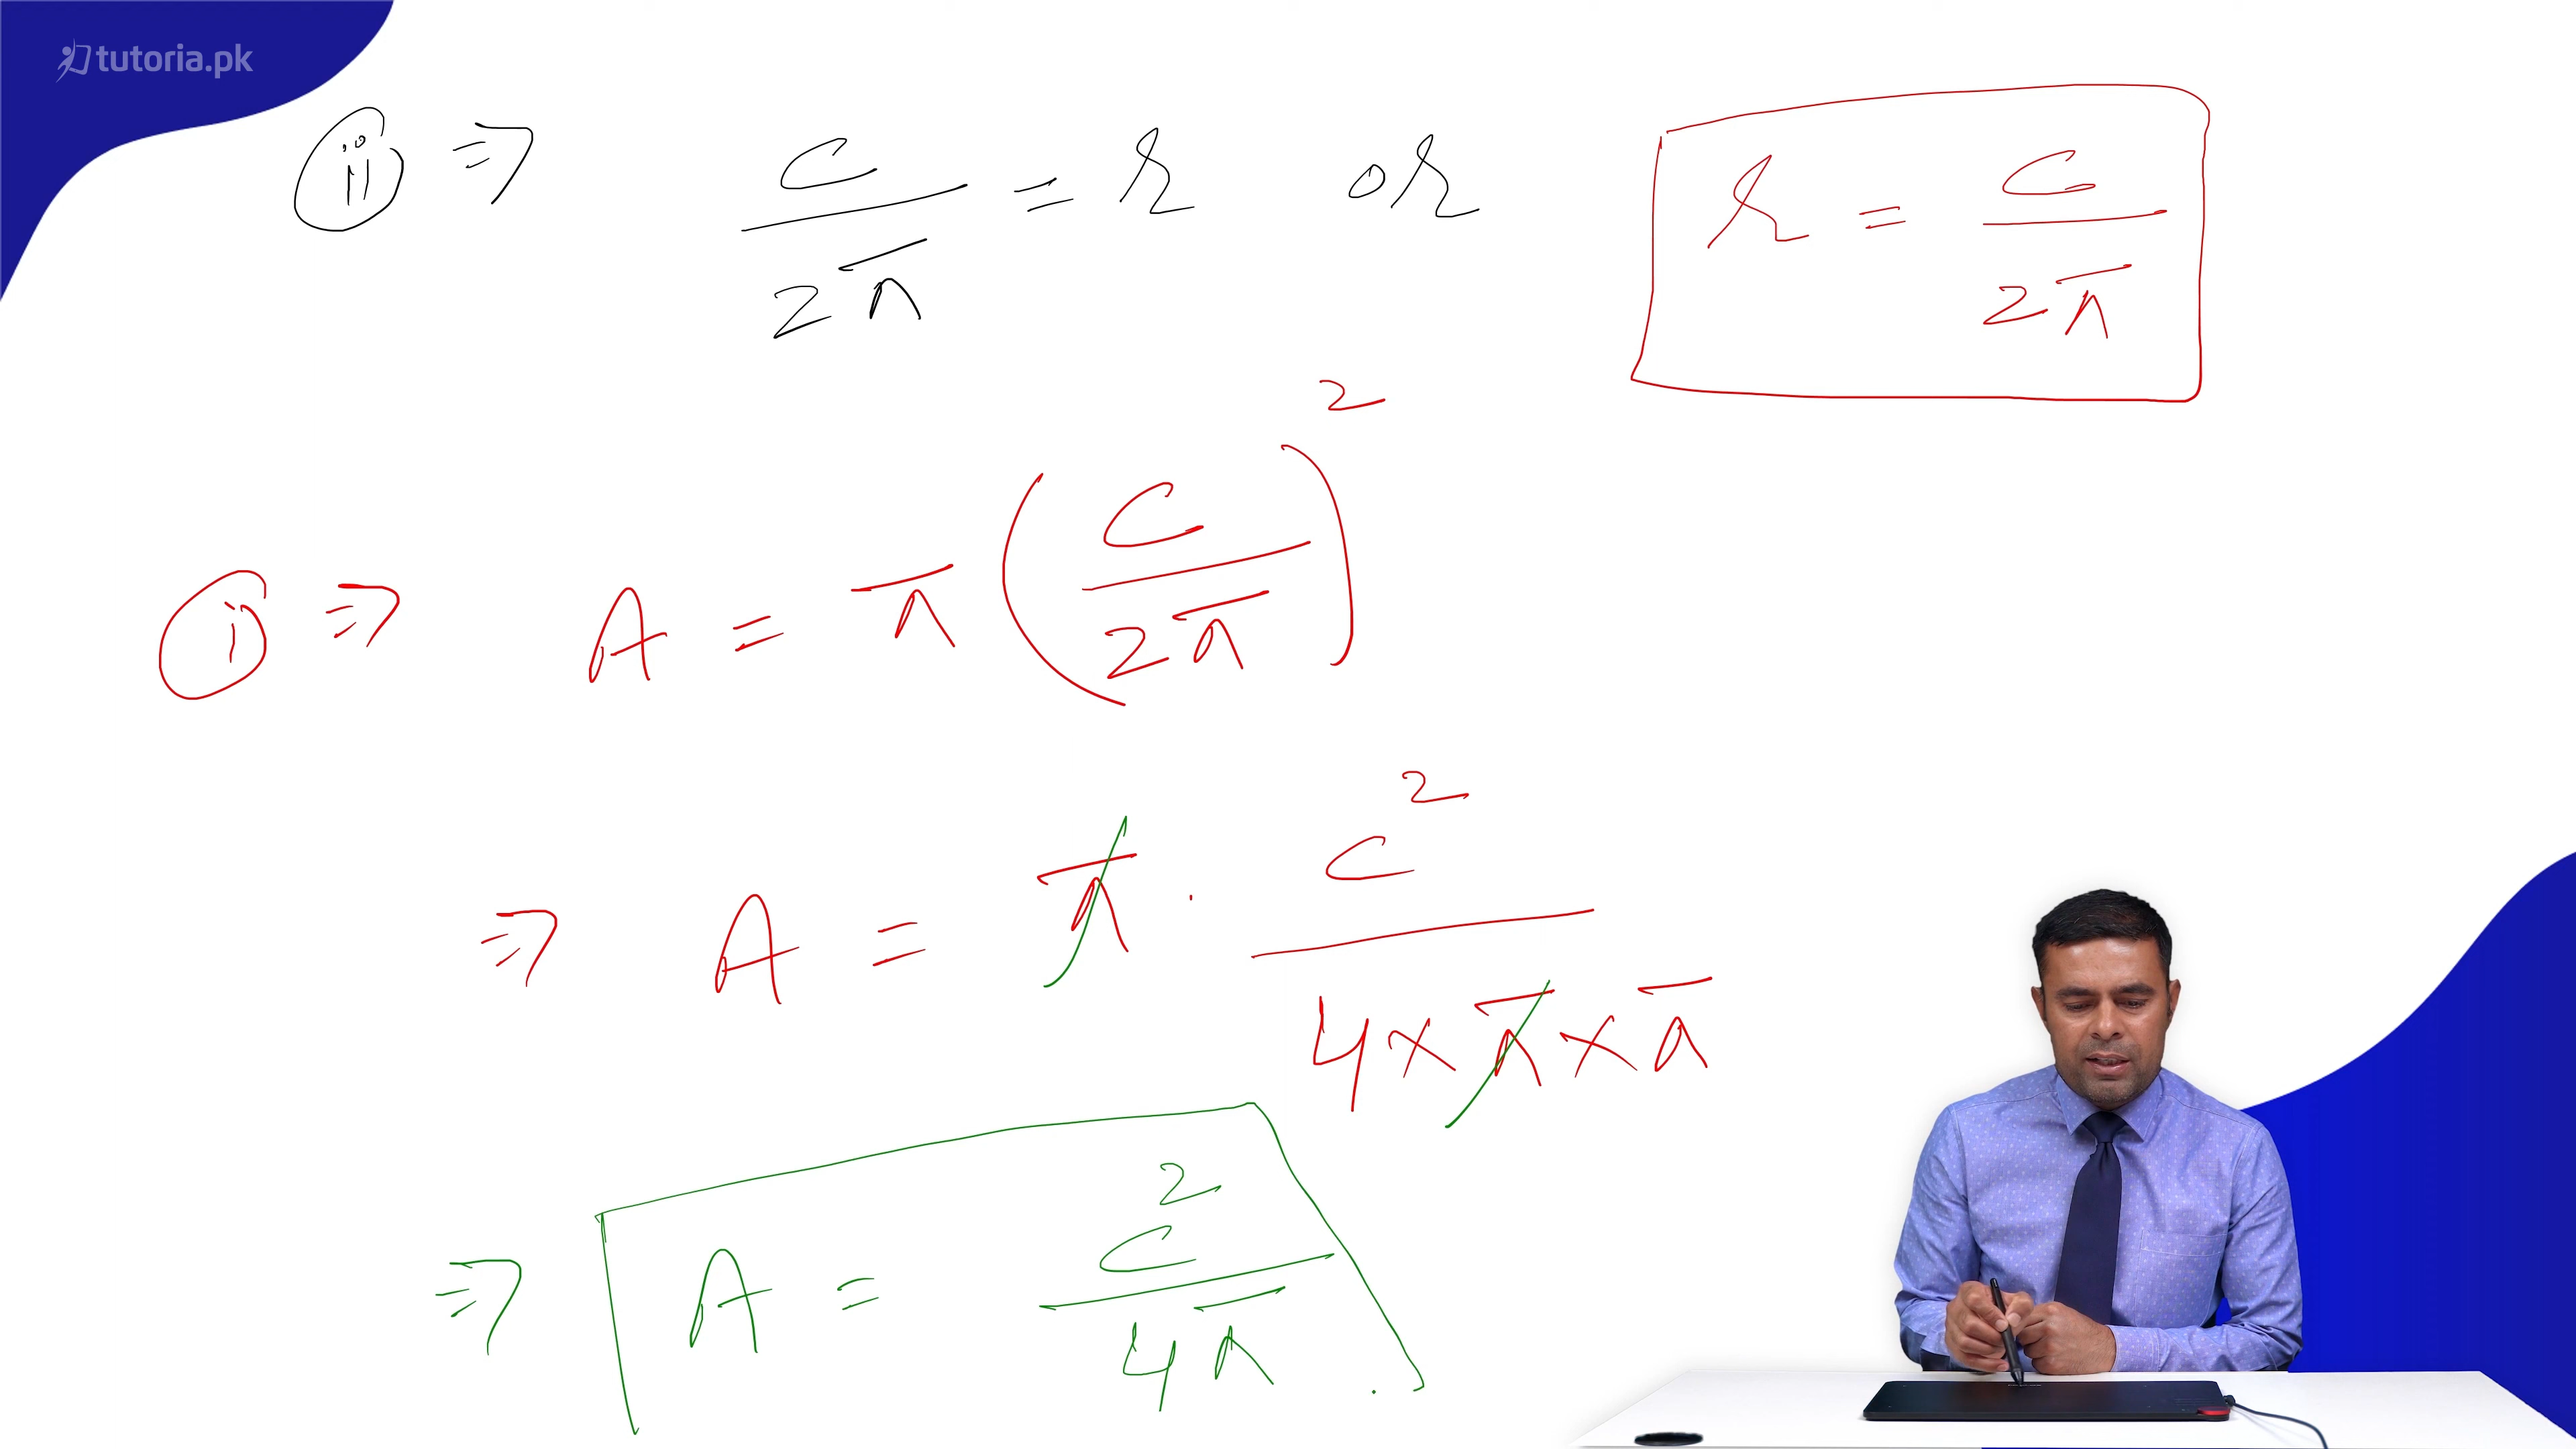 tutoria.pk
ii ⇒ C/2π = r or r = C/2π
i ⇒ A = π (C/2π)²
⇒ A = π · C²/4×π×π
⇒ A = C²/4π